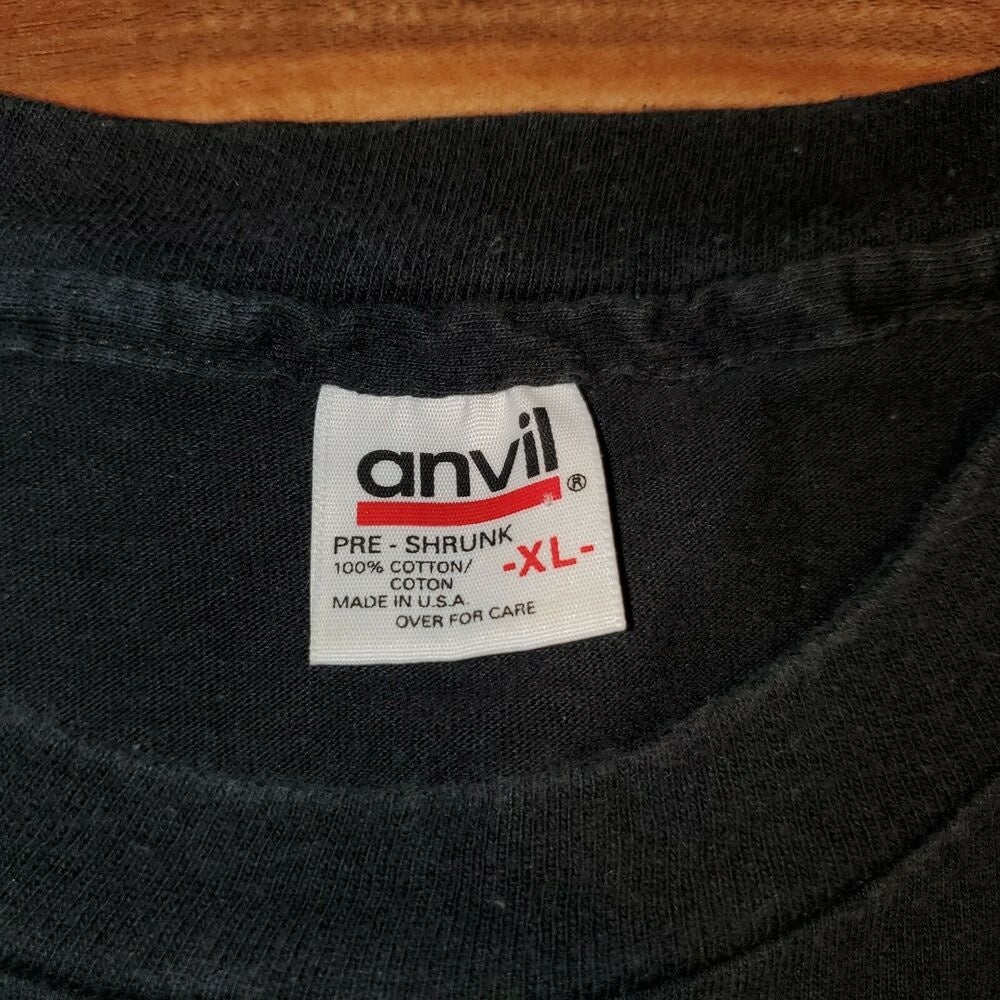 anvil®
PRE - SHRUNK
100% COTTON/
COTON
-XL-
MADE IN U.S.A.
OVER FOR CARE